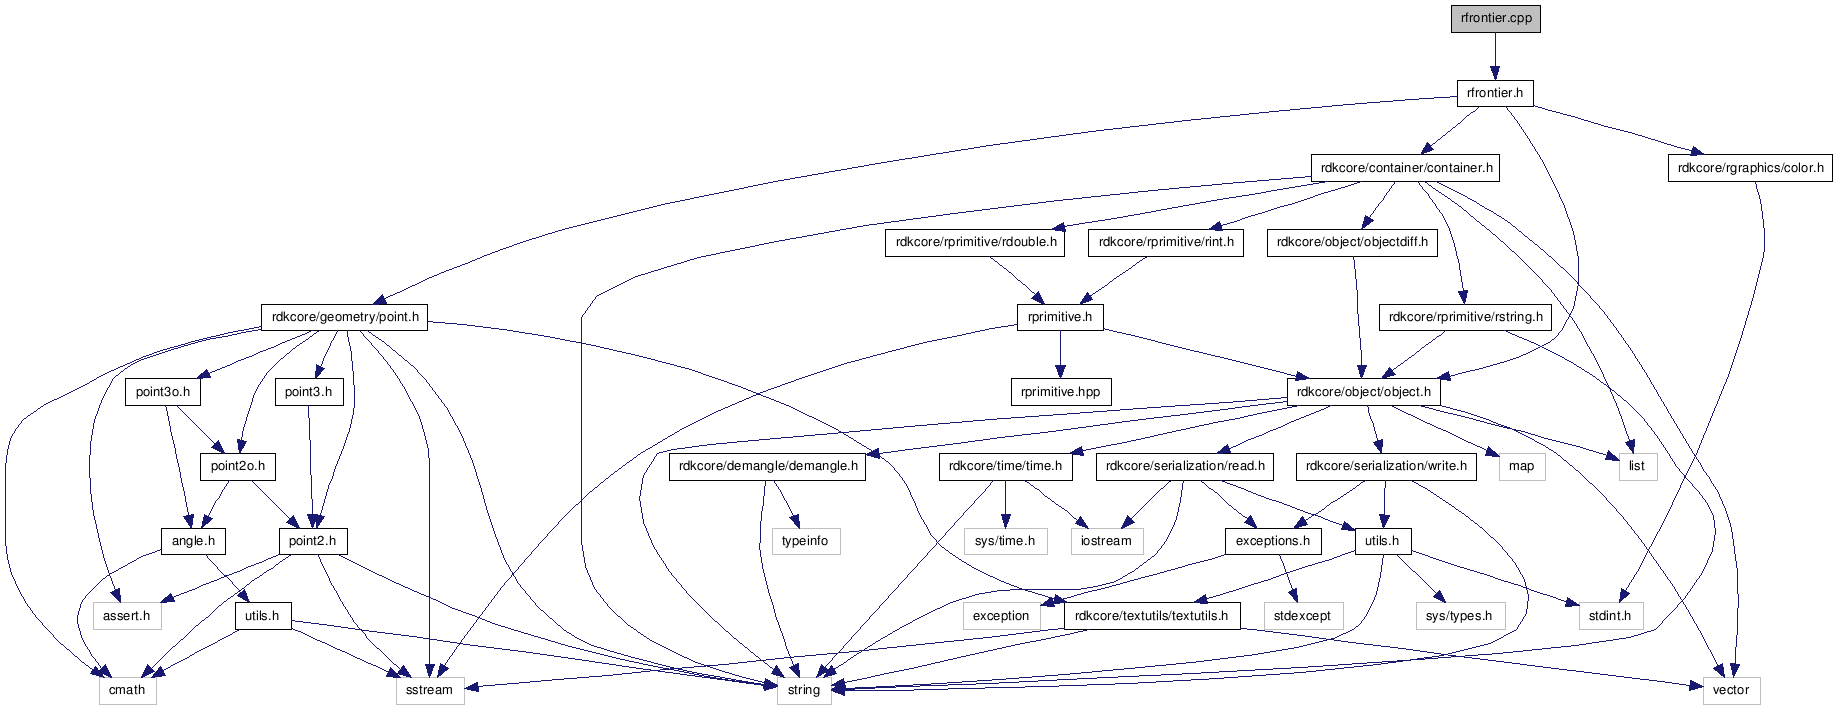 rfrontier.cpp
rfrontier.h
rdkcore/container/container.h
rdkcore/rgraphics/color.h
rdkcore/rprimitive/rdouble.h
rdkcore/rprimitive/rint.h
rdkcore/object/objectdiff.h
rdkcore/geometry/point.h
rprimitive.h
rdkcore/rprimitive/rstring.h
point3o.h
point3.h
rprimitive.hpp
rdkcore/object/object.h
point2o.h
rdkcore/demangle/demangle.h
rdkcore/time/time.h
rdkcore/serialization/read.h
rdkcore/serialization/write.h
map
list
angle.h
point2.h
typeinfo
sys/time.h
iostream
exceptions.h
utils.h
assert.h
utils.h
exception
rdkcore/textutils/textutils.h
stdexcept
sys/types.h
stdint.h
cmath
sstream
string
vector